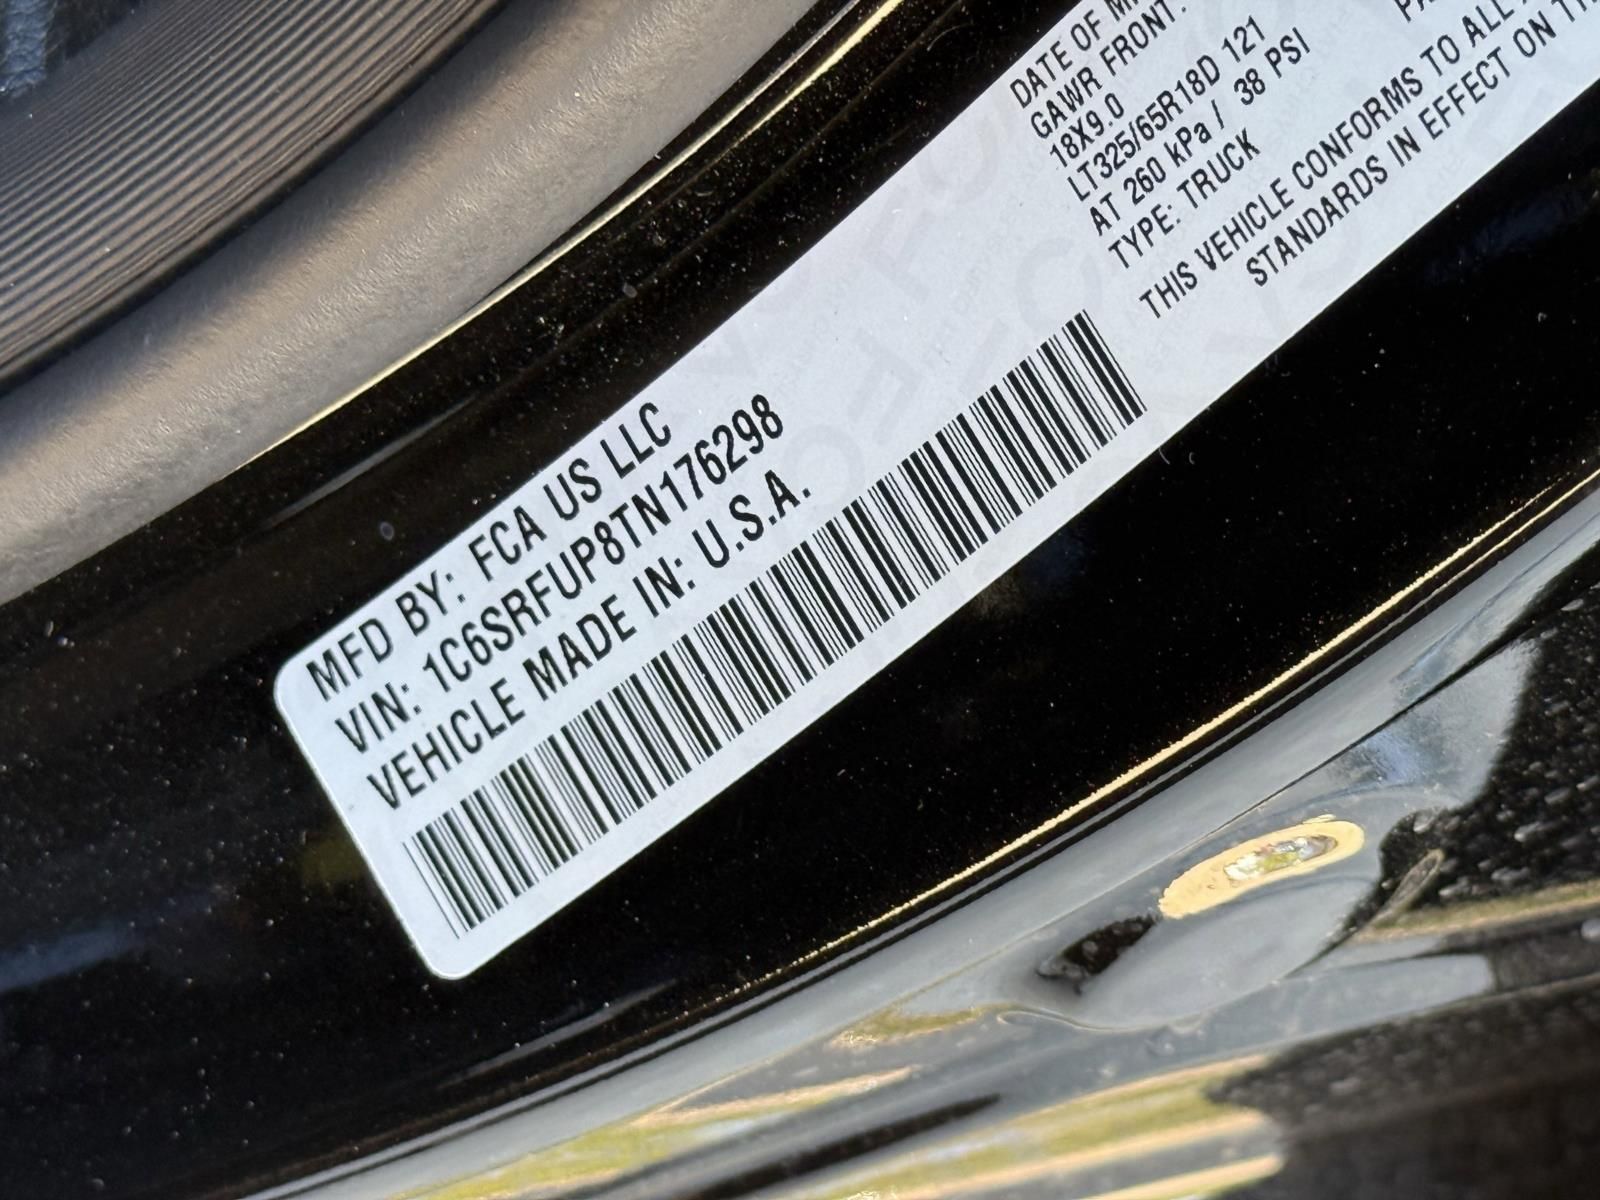 MFD BY: FCA US LLC
VIN: 1C6SRFUP8TN176298
VEHICLE MADE IN: U.S.A.
DATE OF
GAWR FRONT:
18X9.0
LT325/65R18D 121
AT 260 kPa / 38 PSI
TYPE: TRUCK
THIS VEHICLE CONFORMS TO ALL
STANDARDS IN EFFECT ON